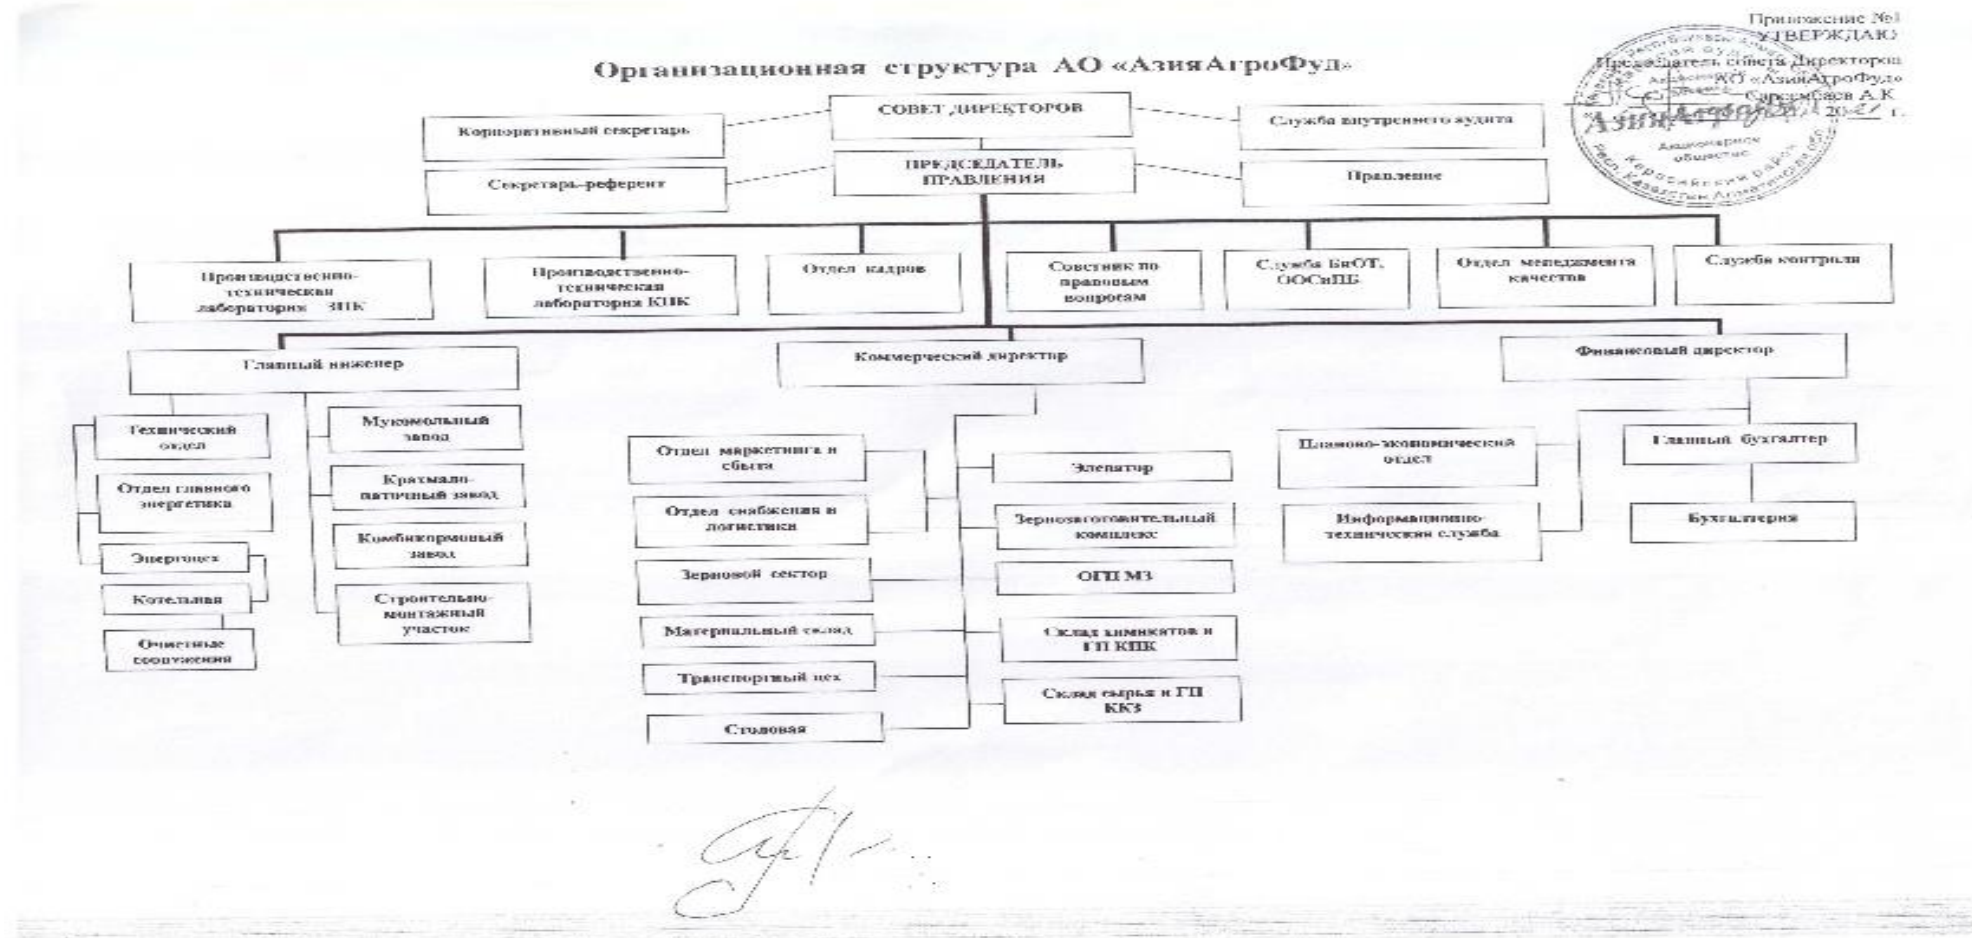 Приложение №1
УТВЕРЖДАЮ
Председатель совета Директоров
АО «АзияАгроФуд»
Сарсембаев А.К
20 г.
Организационная структура АО «АзияАгроФуд»
СОВЕТ ДИРЕКТОРОВ
Корпоративный секретарь
Служба внутреннего аудита
ПРЕДСЕДАТЕЛЬ
ПРАВЛЕНИЯ
Секретарь-референт
Правление
АзияАгрофуд
Акционерное
общество
Производственно-
техническая
лаборатория ЗПК
Производственно-
техническая
лаборатория КПК
Отдел кадров
Советник по
правовым
вопросам
Служба БиОТ,
ООСиПБ
Отдел менеджмента
качества
Служба контроля
Главный инженер
Коммерческий директор
Финансовый директор
Технический
отдел
Отдел главного
энергетика
Энергоцех
Котельная
Очистные
сооружения
Мукомольный
завод
Крахмало-
паточный завод
Комбикормовый
завод
Строительно-
монтажный
участок
Отдел маркетинга и
сбыта
Отдел снабжения и
логистики
Зерновой сектор
Материальный склад
Транспортный цех
Столовая
Элеватор
Зернозаготовительный
комплекс
ОГП МЗ
Склад химикатов и
ГП КПК
Склад сырья и ГП
ККЗ
Планово-экономический
отдел
Информационно-
техническая служба
Главный бухгалтер
Бухгалтерия